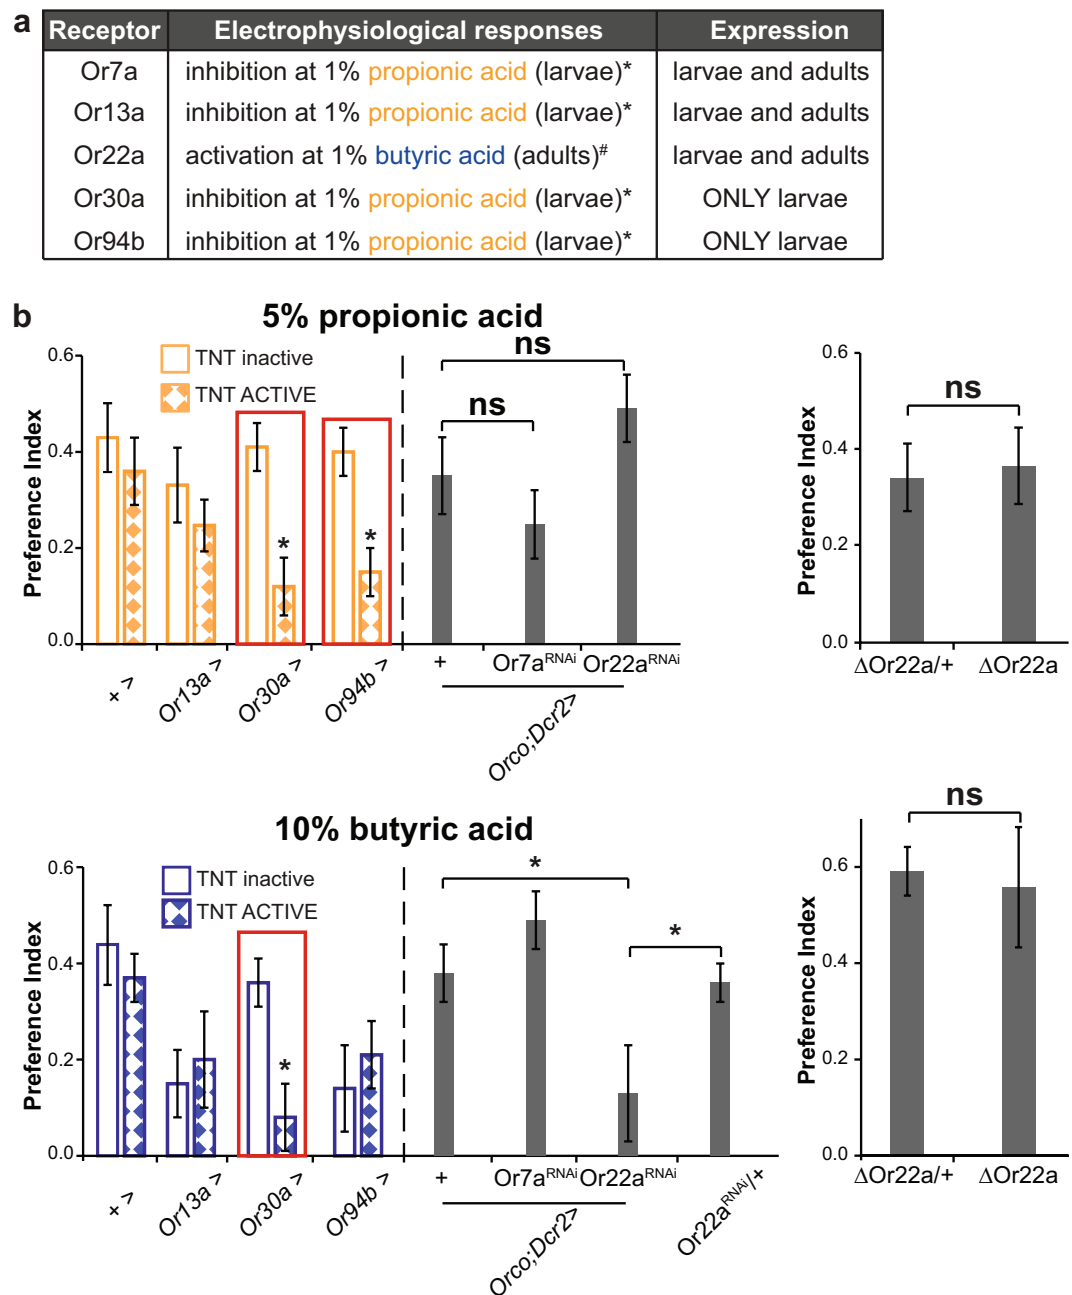 a
Receptor Electrophysiological responses Expression
Or7a inhibition at 1% propionic acid (larvae)* larvae and adults
Or13a inhibition at 1% propionic acid (larvae)* larvae and adults
Or22a activation at 1% butyric acid (adults)# larvae and adults
Or30a inhibition at 1% propionic acid (larvae)* ONLY larvae
Or94b inhibition at 1% propionic acid (larvae)* ONLY larvae
b
5% propionic acid
TNT inactive
TNT ACTIVE
Preference Index
0.6
0.4
0.2
0.0
* *
ns
ns
+ >
Or13a >
Or30a >
Or94b >
+ Or7aRNAi Or22aRNAi
Orco;Dcr2>
Preference Index
0.6
0.4
0.2
0.0
ns
ΔOr22a/+ ΔOr22a
10% butyric acid
TNT inactive
TNT ACTIVE
Preference Index
0.6
0.4
0.2
0.0
*
*
*
+ >
Or13a >
Or30a >
Or94b >
+ Or7aRNAi Or22aRNAi
Or22aRNAi/+
Orco;Dcr2>
Preference Index
0.6
0.4
0.2
0.0
ns
ΔOr22a/+ ΔOr22a